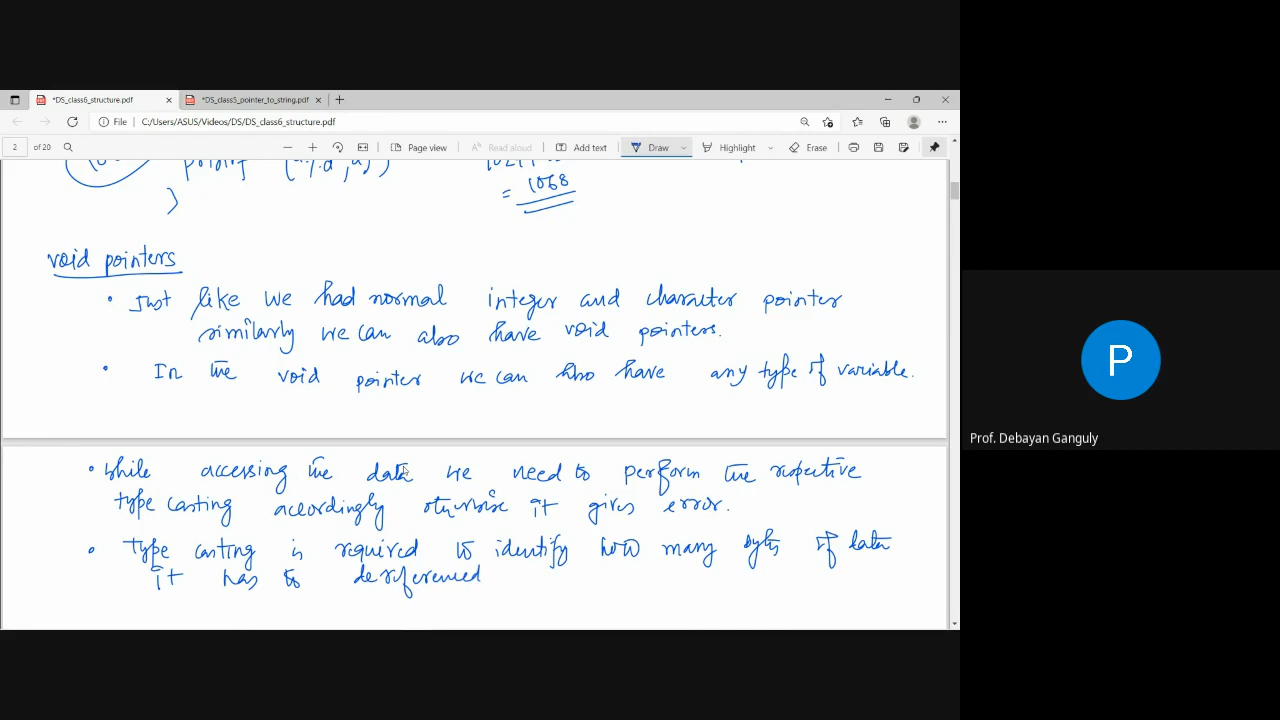 *DS_class6_structure.pdf
*DS_class5_pointer_to_string.pdf
File C:/Users/ASUS/Videos/DS/DS_class6_structure.pdf
2 of 20 Page view Read aloud Add text Draw Highlight Erase
printf
= 1068
}
void pointers
• Just like we had normal integer and character pointer
similarly we can also have void pointers.
• In the void pointer we can also have any type of variable.
• While accessing the data we need to perform the respective
type casting accordingly otherwise it gives error.
• type casting is required to identify how many bytes of data
it has to dereferenced
P
Prof. Debayan Ganguly